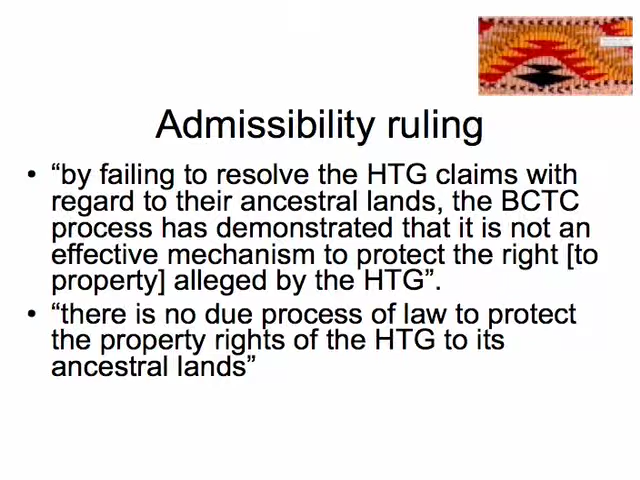 Admissibility ruling
• “by failing to resolve the HTG claims with
regard to their ancestral lands, the BCTC
process has demonstrated that it is not an
effective mechanism to protect the right [to
property] alleged by the HTG”.
• “there is no due process of law to protect
the property rights of the HTG to its
ancestral lands”